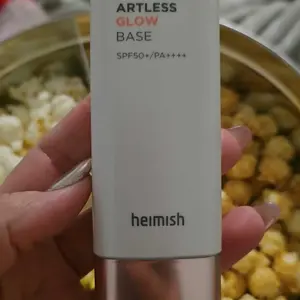 ARTLESS
GLOW
BASE
SPF50+/PA++++
heimish